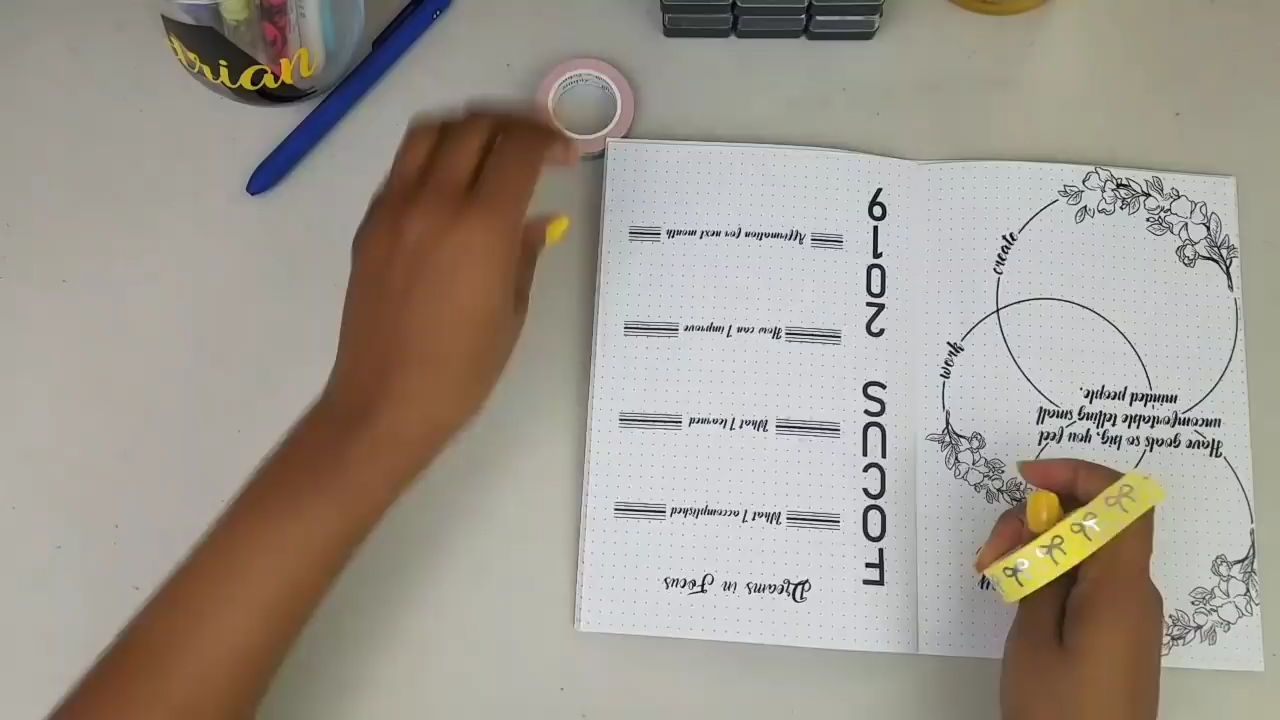 Have goals so big, you feel
uncomfortable telling small
minded people.
work
create
FOCUS 2019
Dreams in Focus
What I accomplished
What I learned
How can I improve
Affirmation for next month